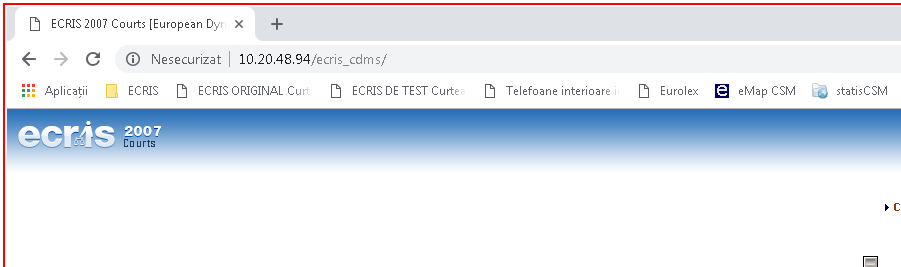 ECRIS 2007 Courts [European Dyn
Nesecurizat 10.20.48.94/ecris_cdms/
Aplicații ECRIS ECRIS ORIGINAL Curt ECRIS DE TEST Curtea Telefoane interioare Eurolex eMap CSM statisCSM
ecris 2007
Courts
C